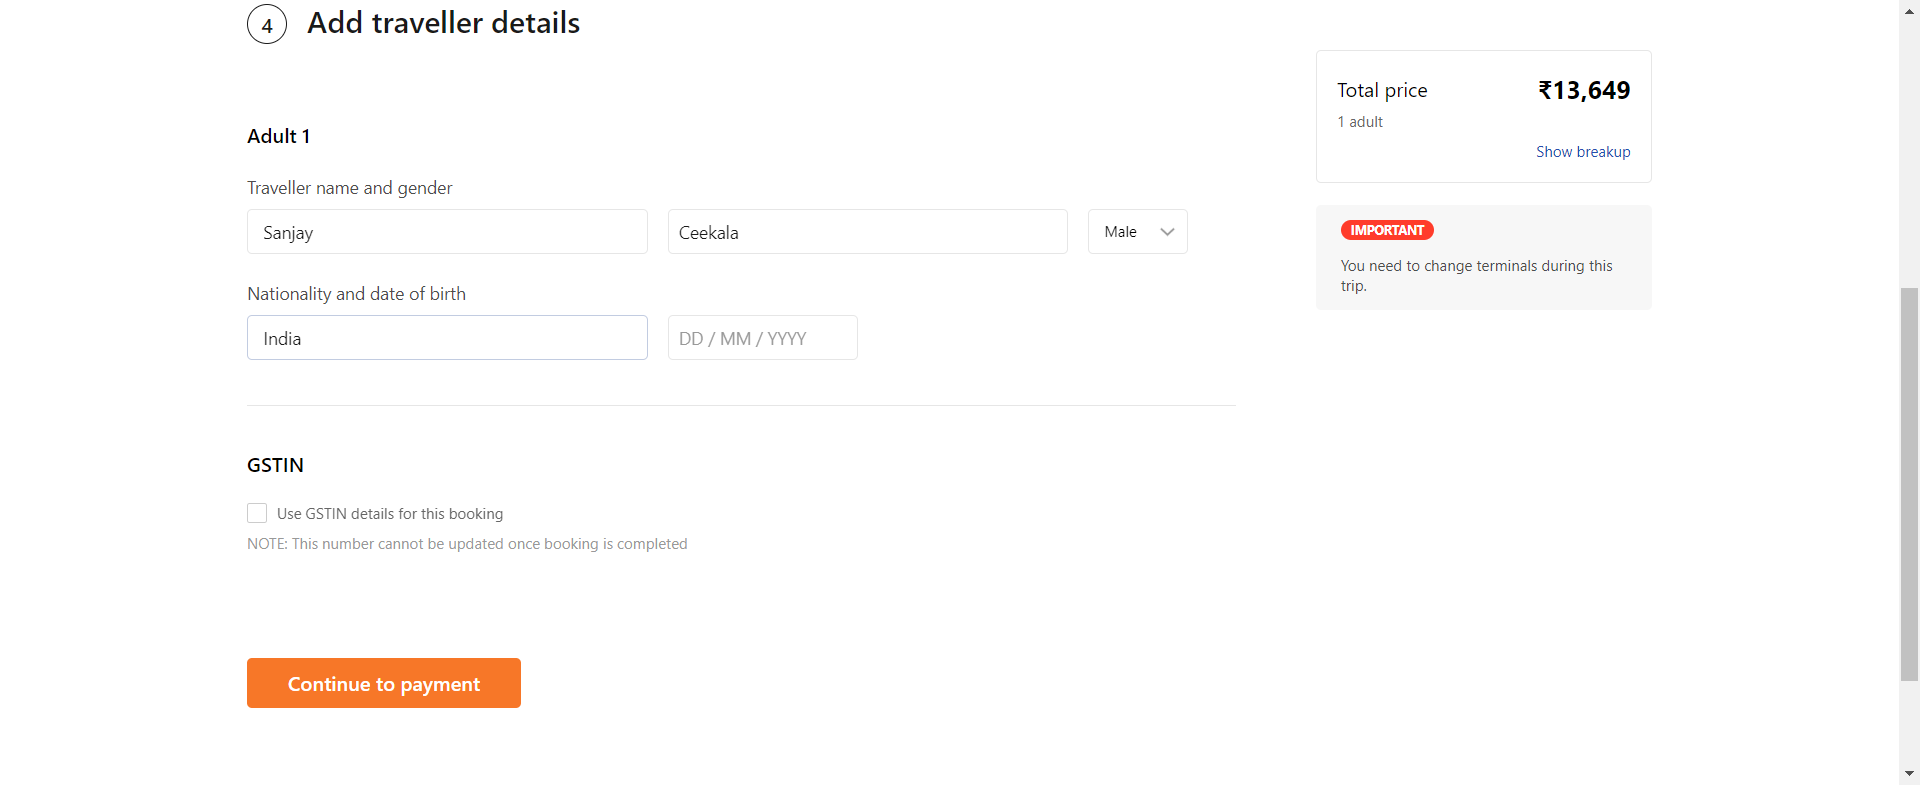 4 Add traveller details
Adult 1
Traveller name and gender
Sanjay Ceekala Male
Nationality and date of birth
India DD / MM / YYYY
GSTIN
Use GSTIN details for this booking
NOTE: This number cannot be updated once booking is completed
Continue to payment
Total price ₹13,649
1 adult
Show breakup
IMPORTANT
You need to change terminals during this
trip.